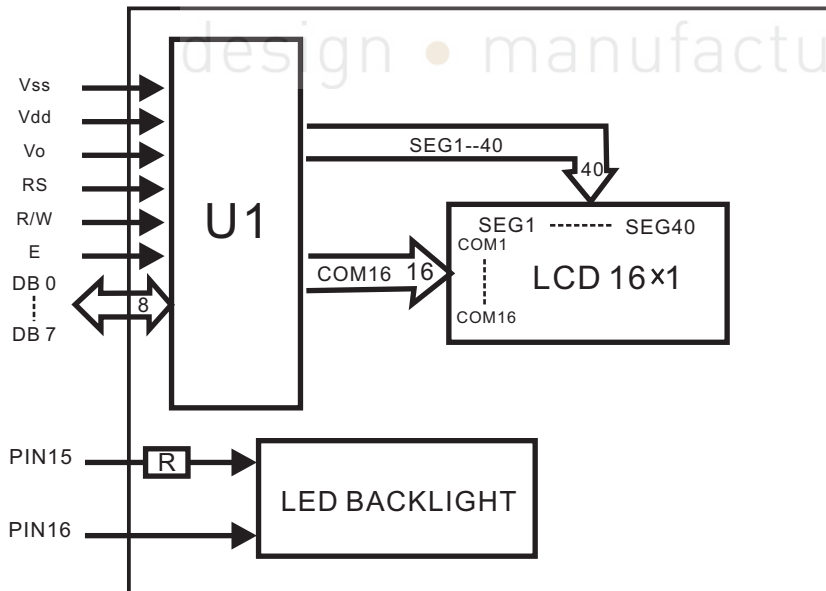 design • manufactu
Vss
Vdd
Vo
RS
R/W
E
DB 0
DB 7
8
U1
SEG1--40
40
COM16 16
SEG1 SEG40
COM1
COM16
LCD 16×1
PIN15
R
PIN16
LED BACKLIGHT